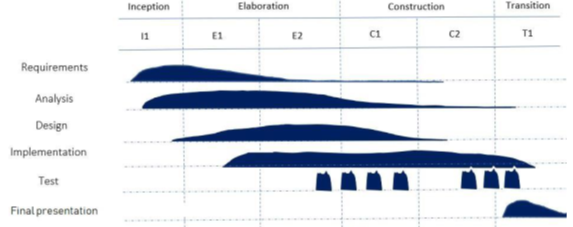 Inception Elaboration Construction Transition
I1 E1 E2 C1 C2 T1
Requirements
Analysis
Design
Implementation
Test
Final presentation